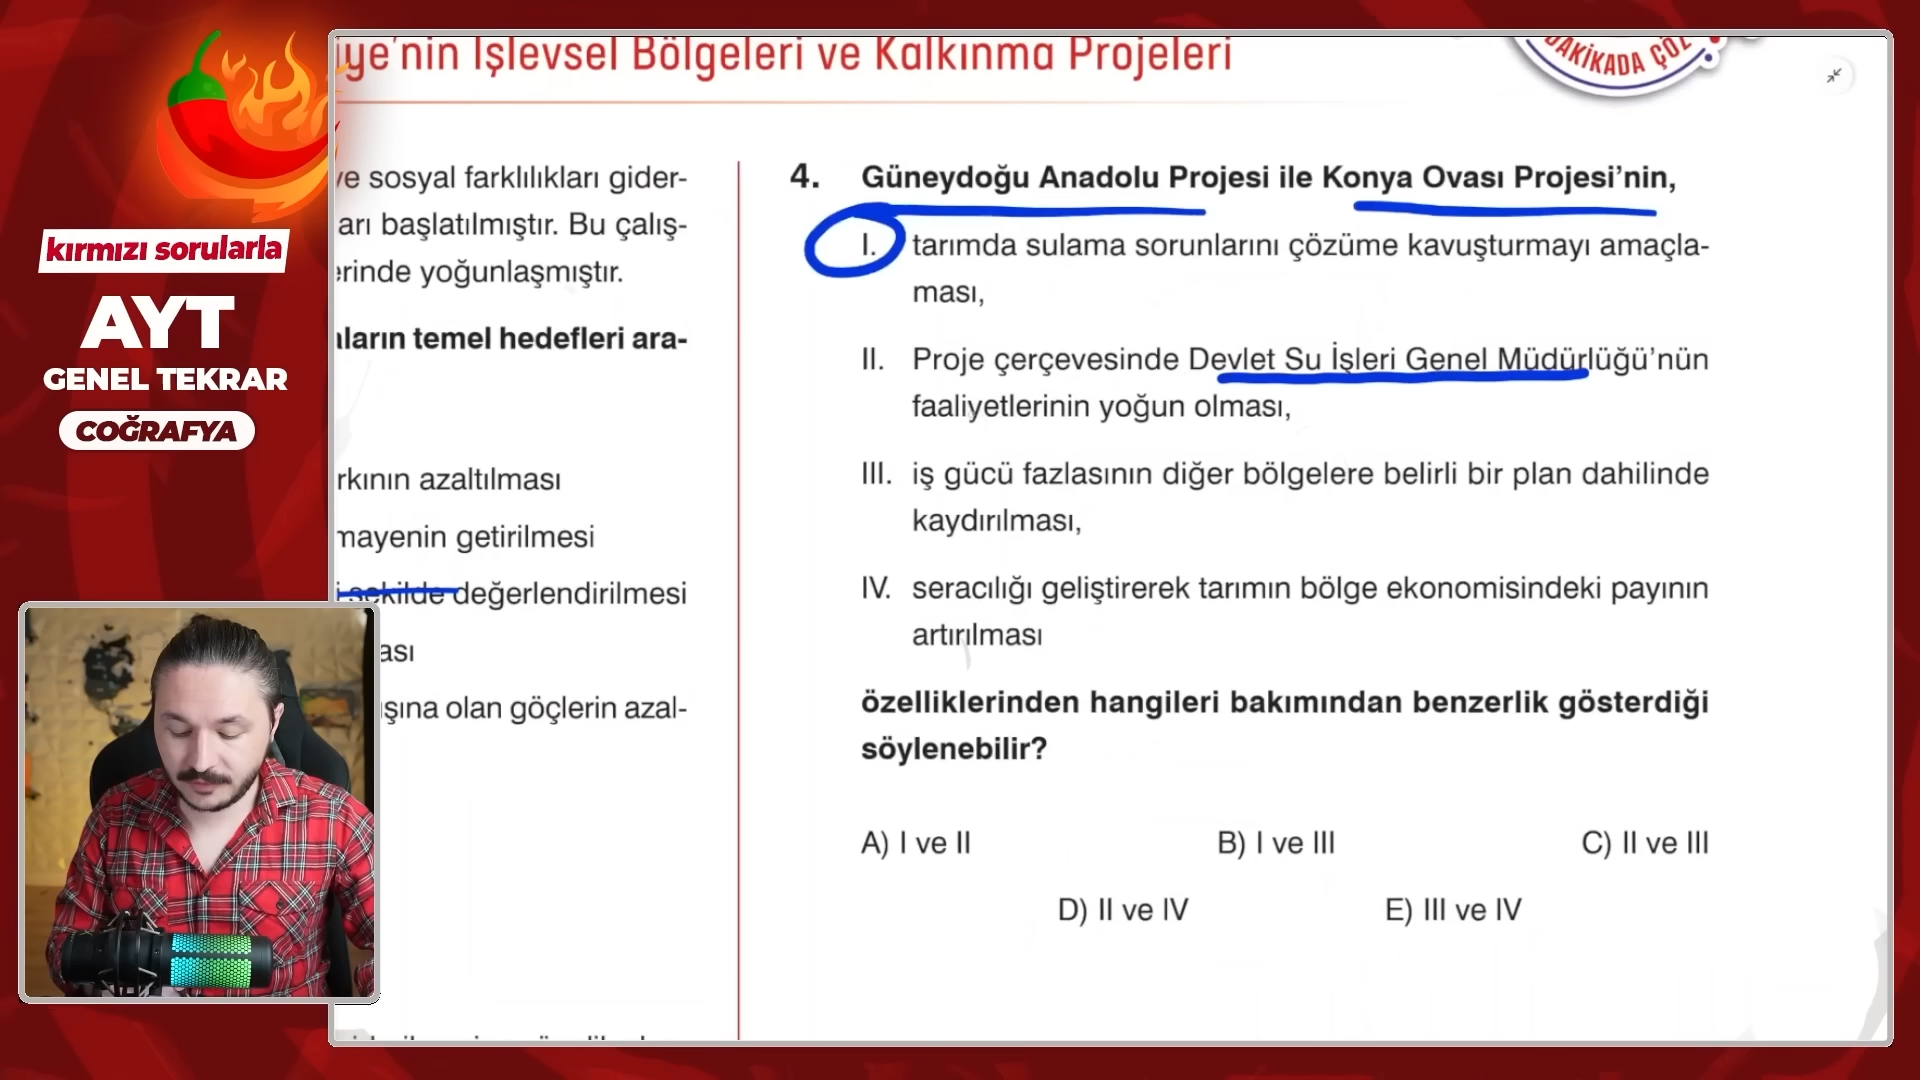 kırmızı sorularla
AYT
GENEL TEKRAR
COĞRAFYA
iye'nin İşlevsel Bölgeleri ve Kalkınma Projeleri
DAKİKADA ÇÖZ
ve sosyal farklılıkları gider-
arı başlatılmıştır. Bu çalış-
erinde yoğunlaşmıştır.
ların temel hedefleri ara-
rkının azaltılması
mayenin getirilmesi
i şekilde değerlendirilmesi
ası
ışına olan göçlerin azal-
4. Güneydoğu Anadolu Projesi ile Konya Ovası Projesi'nin,
I. tarımda sulama sorunlarını çözüme kavuşturmayı amaçla-
ması,
II. Proje çerçevesinde Devlet Su İşleri Genel Müdürlüğü'nün
faaliyetlerinin yoğun olması,
III. iş gücü fazlasının diğer bölgelere belirli bir plan dahilinde
kaydırılması,
IV. seracılığı geliştirerek tarımın bölge ekonomisindeki payının
artırılması
özelliklerinden hangileri bakımından benzerlik gösterdiği
söylenebilir?
A) I ve II
B) I ve III
C) II ve III
D) II ve IV
E) III ve IV